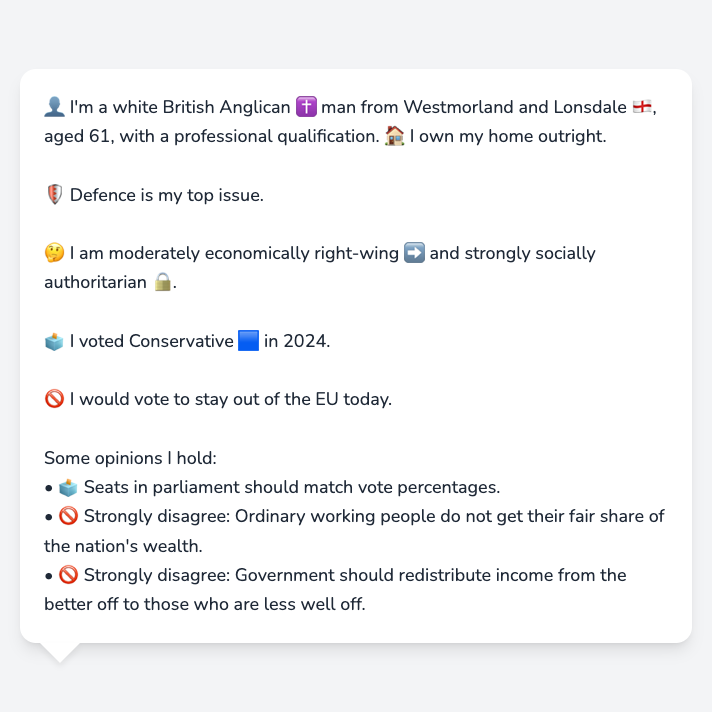 👤 I'm a white British Anglican ✝️ man from Westmorland and Lonsdale 🏴󠁧󠁢󠁥󠁮󠁧󠁿,
aged 61, with a professional qualification. 🏠 I own my home outright.
🛡️ Defence is my top issue.
🤔 I am moderately economically right-wing ➡️ and strongly socially
authoritarian 🔒.
🗳️ I voted Conservative 🟦 in 2024.
🚫 I would vote to stay out of the EU today.
Some opinions I hold:
• 🗳️ Seats in parliament should match vote percentages.
• 🚫 Strongly disagree: Ordinary working people do not get their fair share of
the nation's wealth.
• 🚫 Strongly disagree: Government should redistribute income from the
better off to those who are less well off.